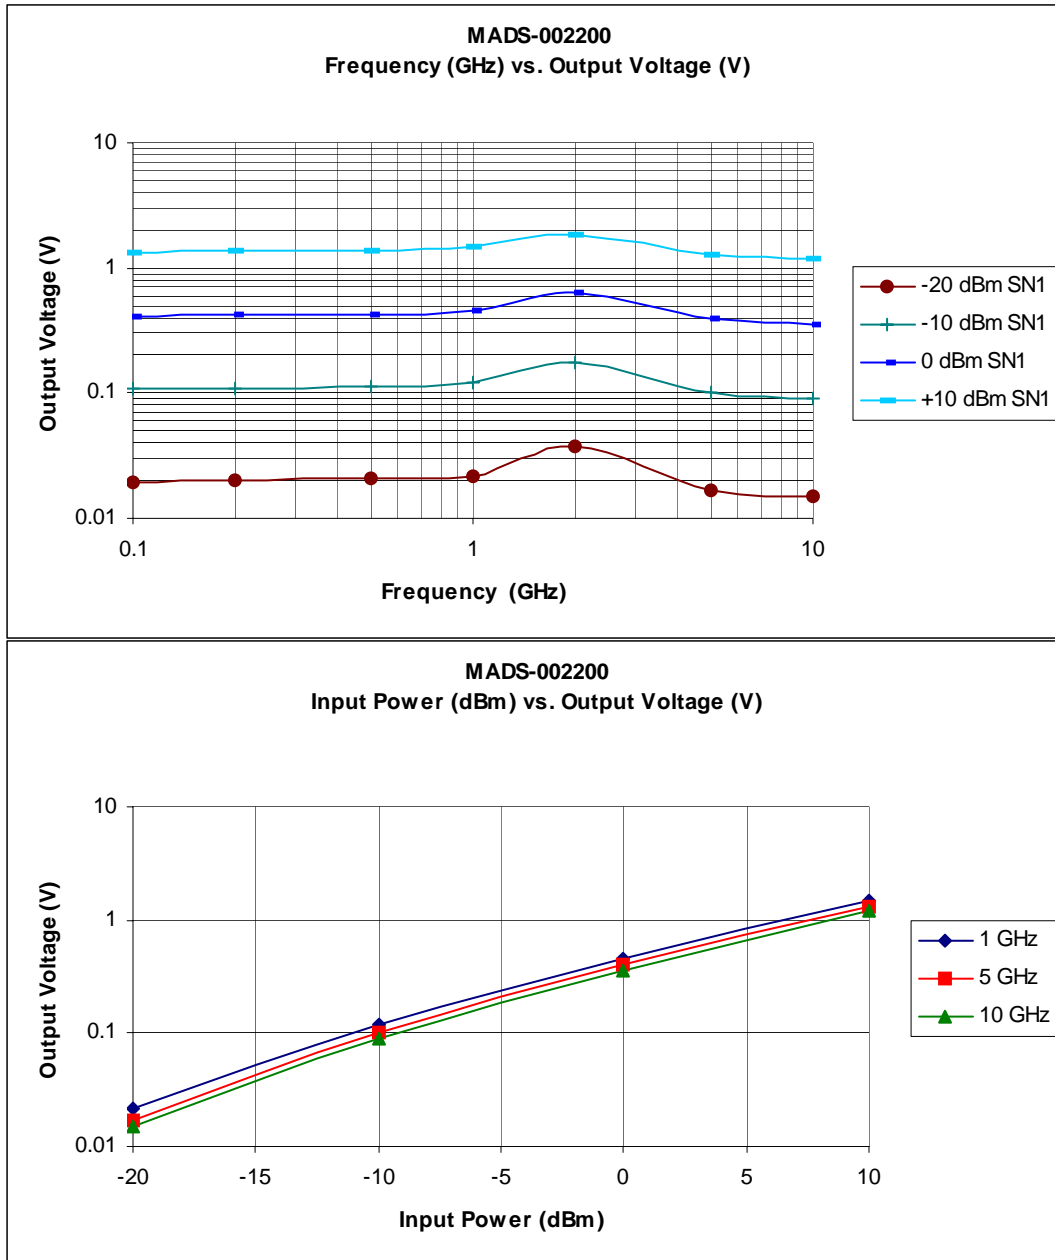 MADS-002200
Frequency (GHz) vs. Output Voltage (V)
10
1
0.1
0.01
Output Voltage (V)
0.1
1
10
Frequency (GHz)
-20 dBm SN1
-10 dBm SN1
0 dBm SN1
+10 dBm SN1
MADS-002200
Input Power (dBm) vs. Output Voltage (V)
10
1
0.1
0.01
Output Voltage (V)
-20
-15
-10
-5
0
5
10
Input Power (dBm)
1 GHz
5 GHz
10 GHz